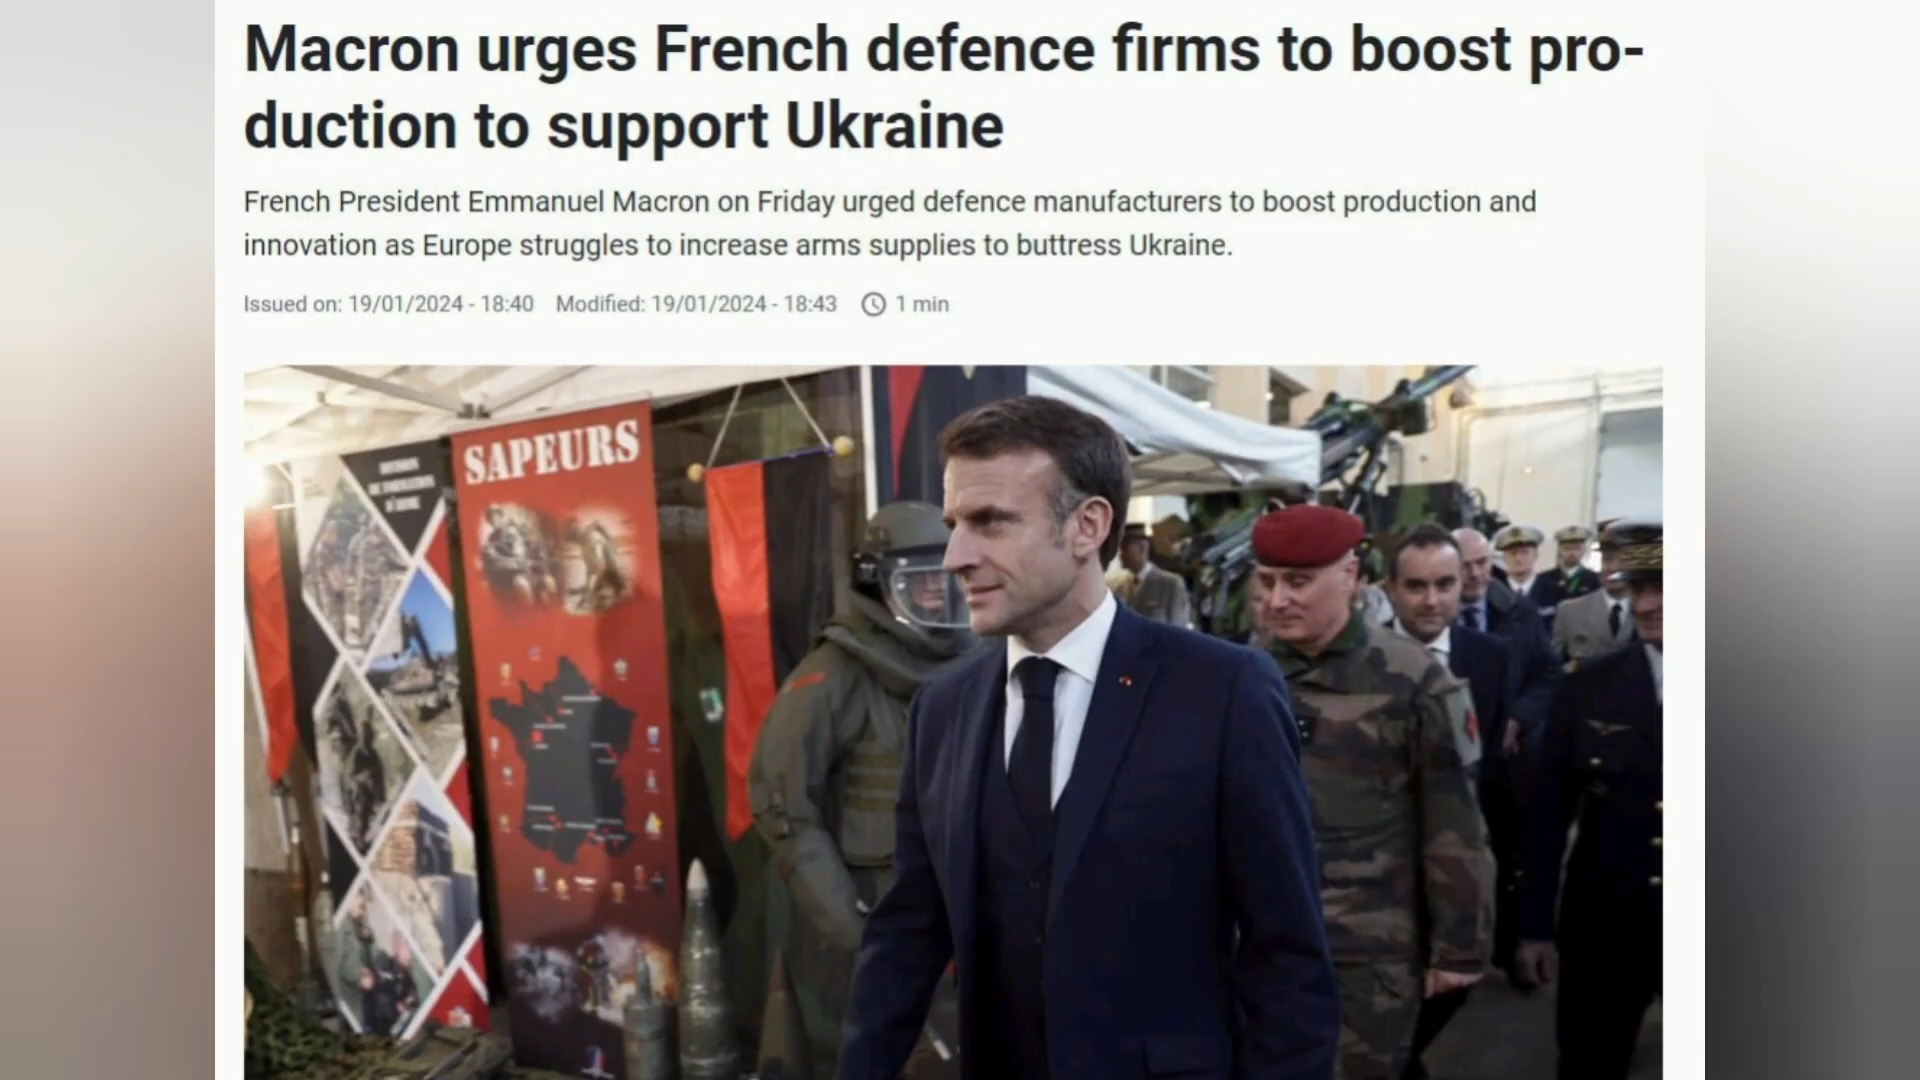 Macron urges French defence firms to boost pro-
duction to support Ukraine
French President Emmanuel Macron on Friday urged defence manufacturers to boost production and
innovation as Europe struggles to increase arms supplies to buttress Ukraine.
Issued on: 19/01/2024 - 18:40 Modified: 19/01/2024 - 18:43 1 min
SAPEURS